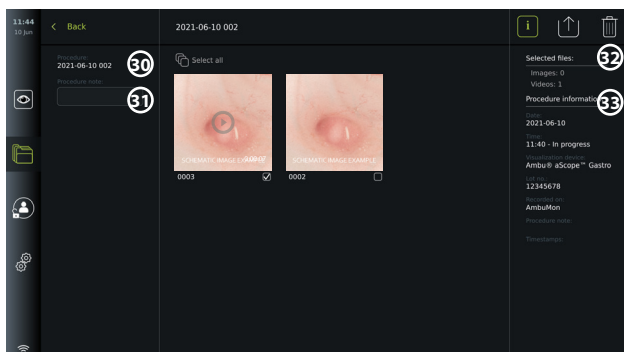 11:44
10 Jun
Back
2021-06-10 002
i
Procedure:
2021-06-10 002
30
Procedure note:
31
Select all
SCHEMATIC IMAGE EXAMPLE
0003
SCHEMATIC IMAGE EXAMPLE
0002
Selected files:
32
Images: 0
Videos: 1
Procedure information
33
Date:
2021-06-10
Time:
11:40 - In progress
Visualization device:
Ambu® aScope™ Gastro
Lot no.:
12345678
Recorded on:
AmbuMon
Procedure note:
Timestamps: